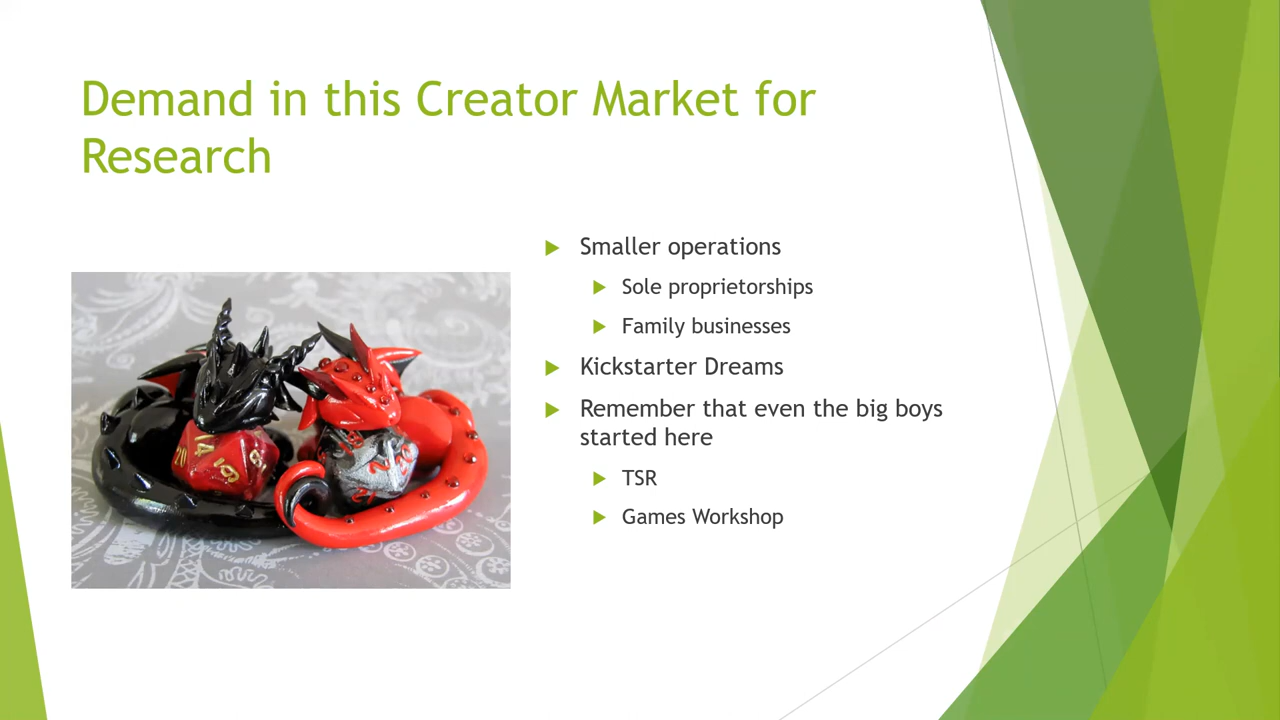 Demand in this Creator Market for
Research
Smaller operations
Sole proprietorships
Family businesses
Kickstarter Dreams
Remember that even the big boys
started here
TSR
Games Workshop